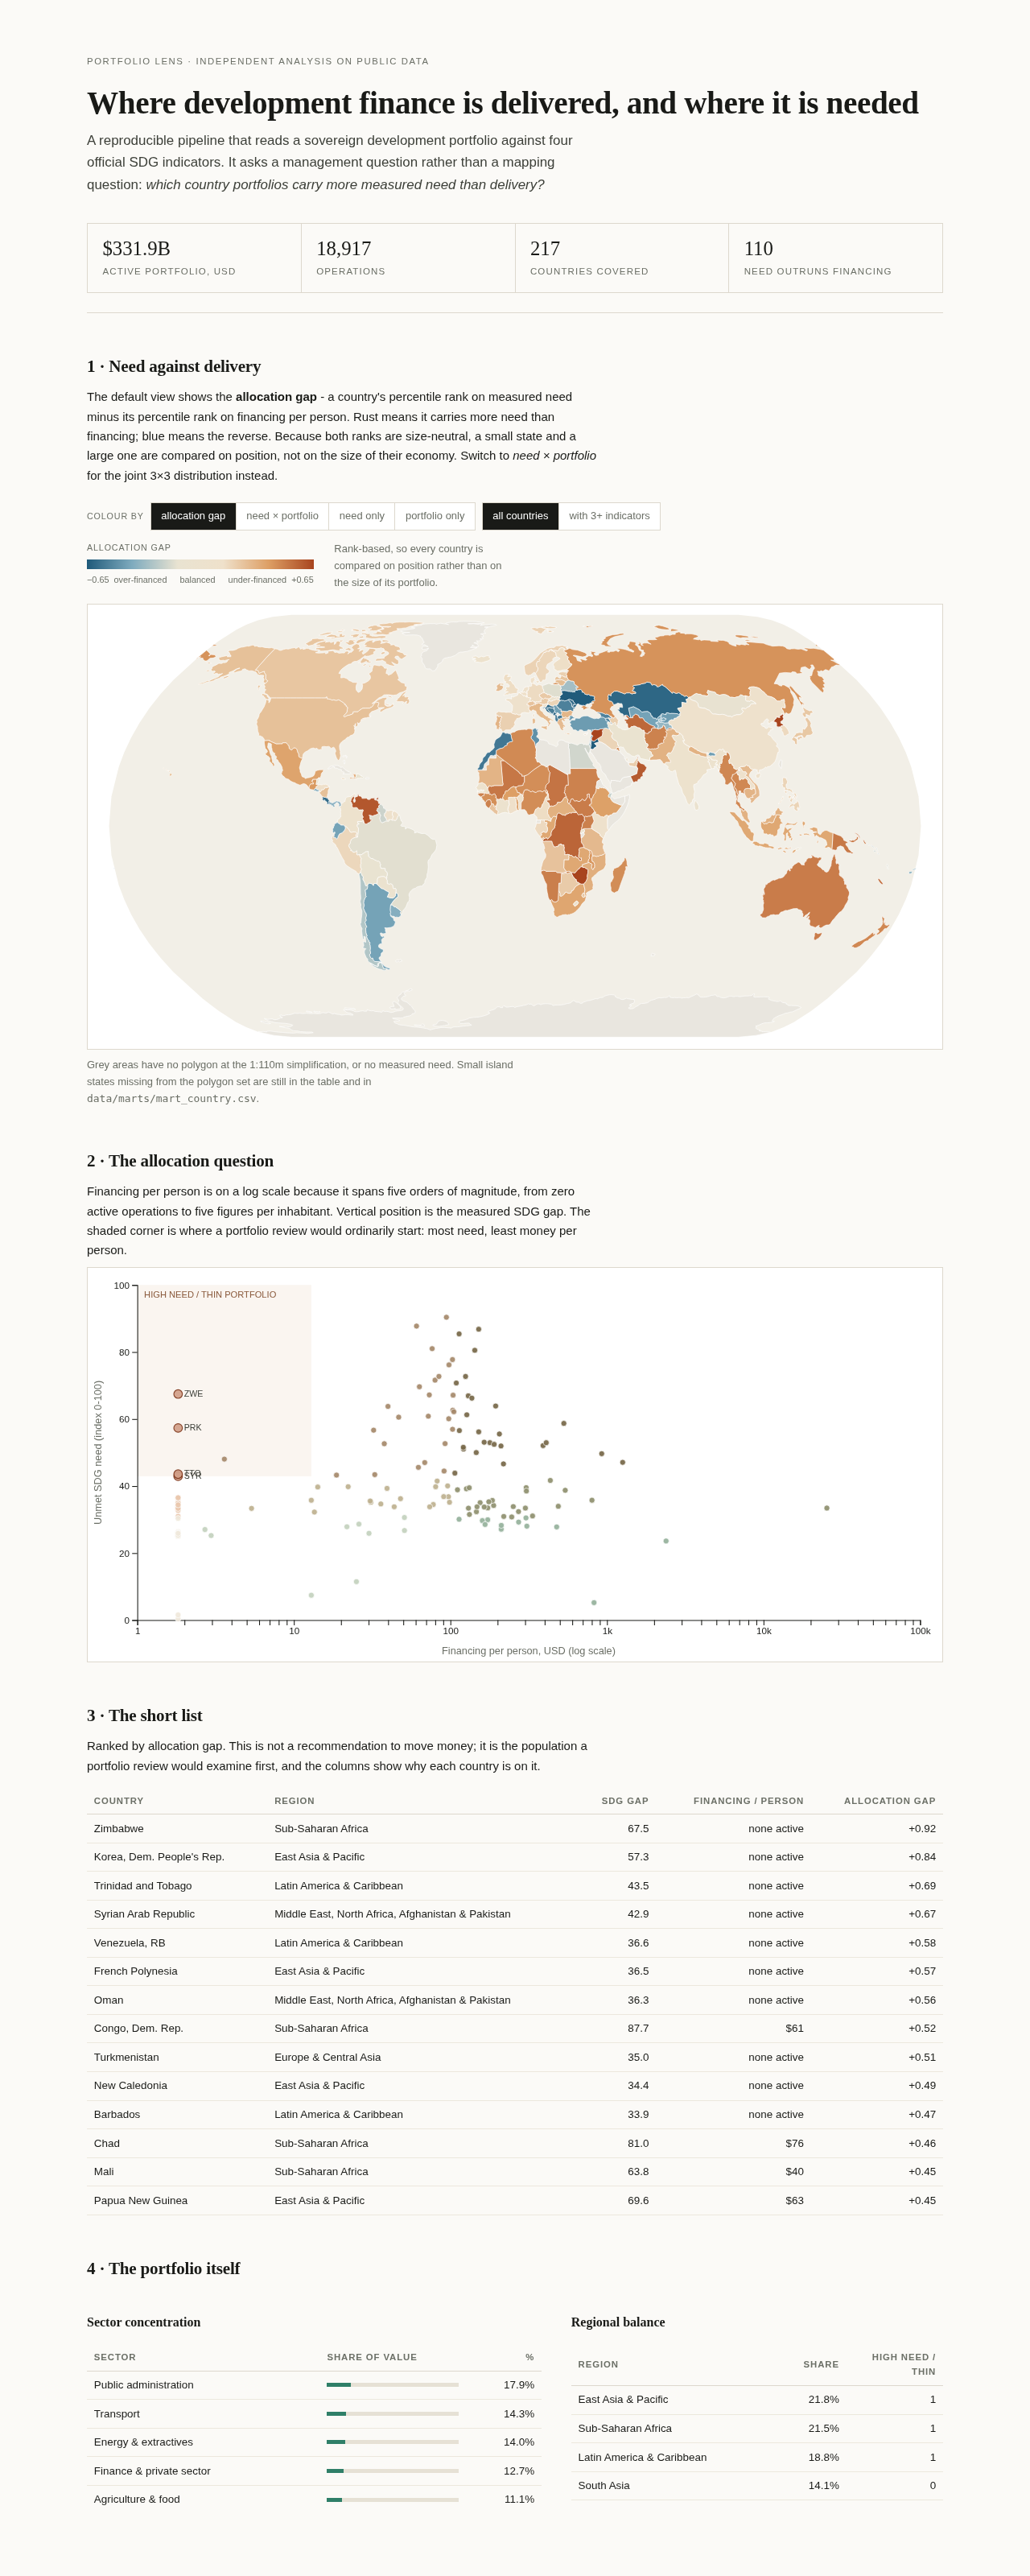 PORTFOLIO LENS · INDEPENDENT ANALYSIS ON PUBLIC DATA
Where development finance is delivered, and where it is needed
A reproducible pipeline that reads a sovereign development portfolio against four
official SDG indicators. It asks a management question rather than a mapping
question: which country portfolios carry more measured need than delivery?
$331.9B
ACTIVE PORTFOLIO, USD
18,917
OPERATIONS
217
COUNTRIES COVERED
110
NEED OUTRUNS FINANCING
1 · Need against delivery
The default view shows the allocation gap - a country's percentile rank on measured need
minus its percentile rank on financing per person. Rust means it carries more need than
financing; blue means the reverse. Because both ranks are size-neutral, a small state and a
large one are compared on position, not on the size of their economy. Switch to need × portfolio
for the joint 3×3 distribution instead.
COLOUR BY allocation gap need × portfolio need only portfolio only all countries with 3+ indicators
ALLOCATION GAP
−0.65 over-financed balanced under-financed +0.65
Rank-based, so every country is
compared on position rather than on
the size of its portfolio.
Grey areas have no polygon at the 1:110m simplification, or no measured need. Small island
states missing from the polygon set are still in the table and in
data/marts/mart_country.csv.
2 · The allocation question
Financing per person is on a log scale because it spans five orders of magnitude, from zero
active operations to five figures per inhabitant. Vertical position is the measured SDG gap. The
shaded corner is where a portfolio review would ordinarily start: most need, least money per
person.
HIGH NEED / THIN PORTFOLIO
Unmet SDG need (index 0-100)
100
80
60
40
20
0
ZWE
PRK
TTO
SYR
1 10 100 1k 10k 100k
Financing per person, USD (log scale)
3 · The short list
Ranked by allocation gap. This is not a recommendation to move money; it is the population a
portfolio review would examine first, and the columns show why each country is on it.
COUNTRY REGION SDG GAP FINANCING / PERSON ALLOCATION GAP
Zimbabwe Sub-Saharan Africa 67.5 none active +0.92
Korea, Dem. People's Rep. East Asia & Pacific 57.3 none active +0.84
Trinidad and Tobago Latin America & Caribbean 43.5 none active +0.69
Syrian Arab Republic Middle East, North Africa, Afghanistan & Pakistan 42.9 none active +0.67
Venezuela, RB Latin America & Caribbean 36.6 none active +0.58
French Polynesia East Asia & Pacific 36.5 none active +0.57
Oman Middle East, North Africa, Afghanistan & Pakistan 36.3 none active +0.56
Congo, Dem. Rep. Sub-Saharan Africa 87.7 $61 +0.52
Turkmenistan Europe & Central Asia 35.0 none active +0.51
New Caledonia East Asia & Pacific 34.4 none active +0.49
Barbados Latin America & Caribbean 33.9 none active +0.47
Chad Sub-Saharan Africa 81.0 $76 +0.46
Mali Sub-Saharan Africa 63.8 $40 +0.45
Papua New Guinea East Asia & Pacific 69.6 $63 +0.45
4 · The portfolio itself
Sector concentration
SECTOR SHARE OF VALUE %
Public administration 17.9%
Transport 14.3%
Energy & extractives 14.0%
Finance & private sector 12.7%
Agriculture & food 11.1%
Regional balance
REGION SHARE HIGH NEED /
THIN
East Asia & Pacific 21.8% 1
Sub-Saharan Africa 21.5% 1
Latin America & Caribbean 18.8% 1
South Asia 14.1% 0